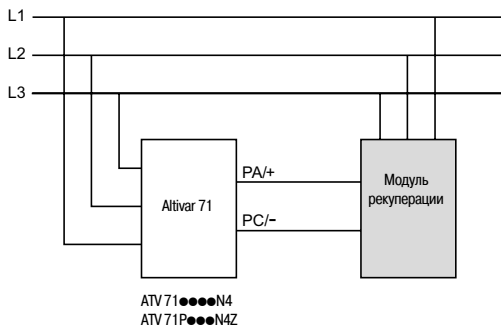 L1
L2
L3
PA/+
Altivar 71
PC/-
Модуль
рекуперации
ATV 71●●●●N4
ATV 71P●●●N4Z